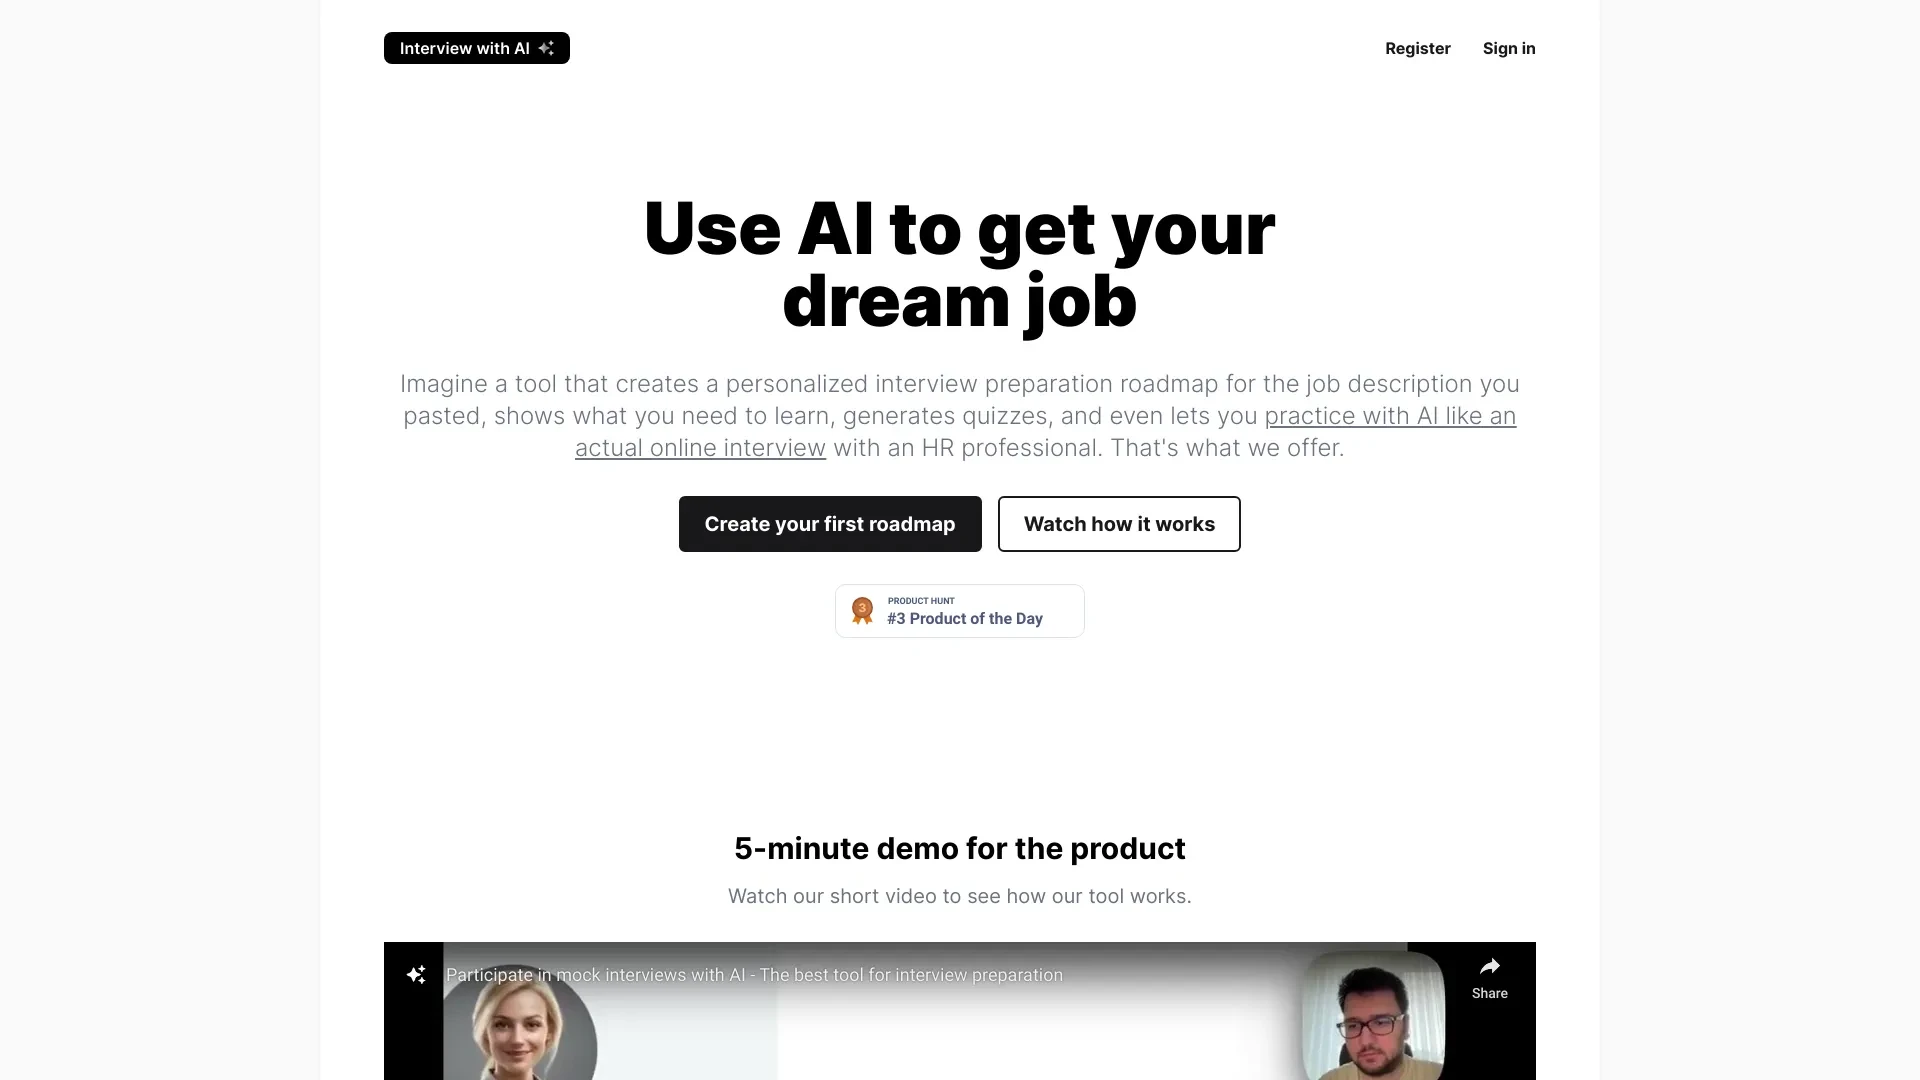 Interview with AI
Register
Sign in
Use AI to get your
dream job
Imagine a tool that creates a personalized interview preparation roadmap for the job description you
pasted, shows what you need to learn, generates quizzes, and even lets you practice with AI like an
actual online interview with an HR professional. That's what we offer.
Create your first roadmap
Watch how it works
3
PRODUCT HUNT
#3 Product of the Day
5-minute demo for the product
Watch our short video to see how our tool works.
Participate in mock interviews with AI - The best tool for interview preparation
Share